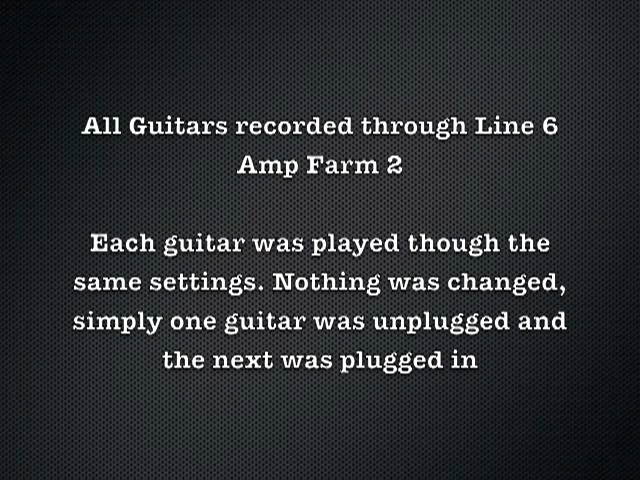 All Guitars recorded through Line 6
Amp Farm 2
Each guitar was played though the
same settings. Nothing was changed,
simply one guitar was unplugged and
the next was plugged in